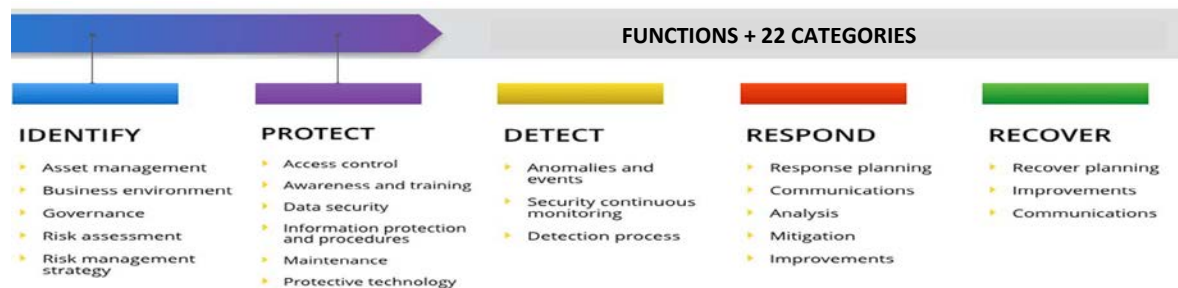 FUNCTIONS + 22 CATEGORIES
IDENTIFY
Asset management
Business environment
Governance
Risk assessment
Risk management
strategy
PROTECT
Access control
Awareness and training
Data security
Information protection
and procedures
Maintenance
Protective technology
DETECT
Anomalies and
events
Security continuous
monitoring
Detection process
RESPOND
Response planning
Communications
Analysis
Mitigation
Improvements
RECOVER
Recover planning
Improvements
Communications